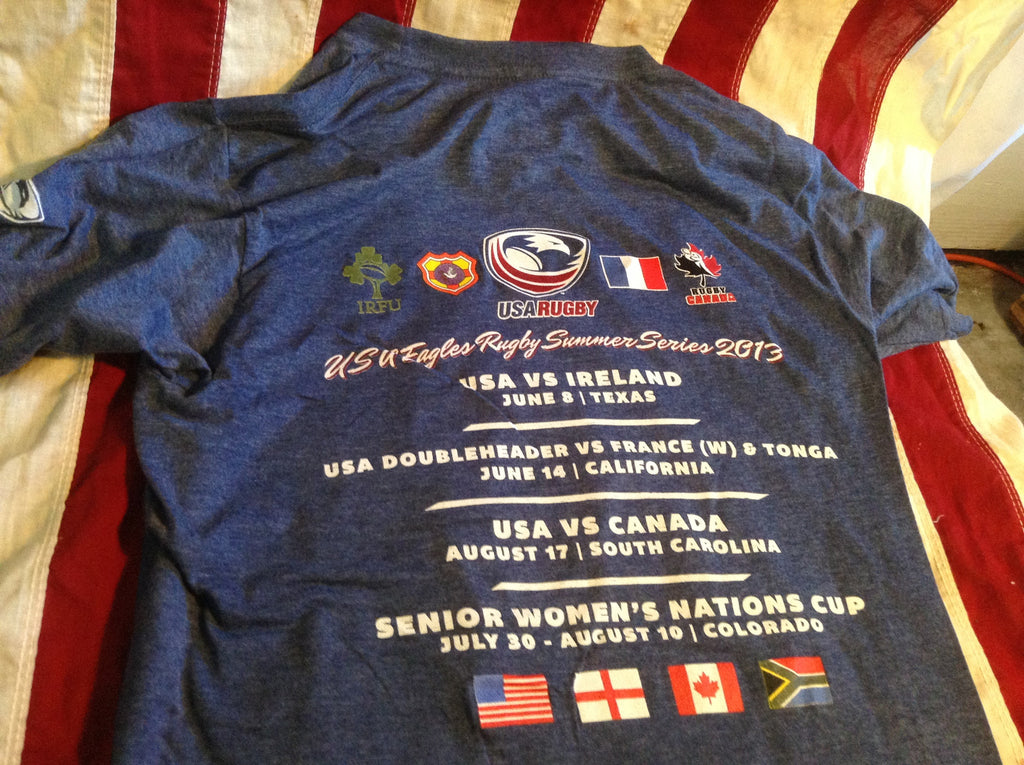 IRFU
USARUGBY
RUGBY
CANADA
USA Eagles Rugby Summer Series 2013
USA VS IRELAND
JUNE 8 | TEXAS
USA DOUBLEHEADER VS FRANCE (W) & TONGA
JUNE 14 | CALIFORNIA
USA VS CANADA
AUGUST 17 | SOUTH CAROLINA
SENIOR WOMEN'S NATIONS CUP
JULY 30 - AUGUST 10 | COLORADO